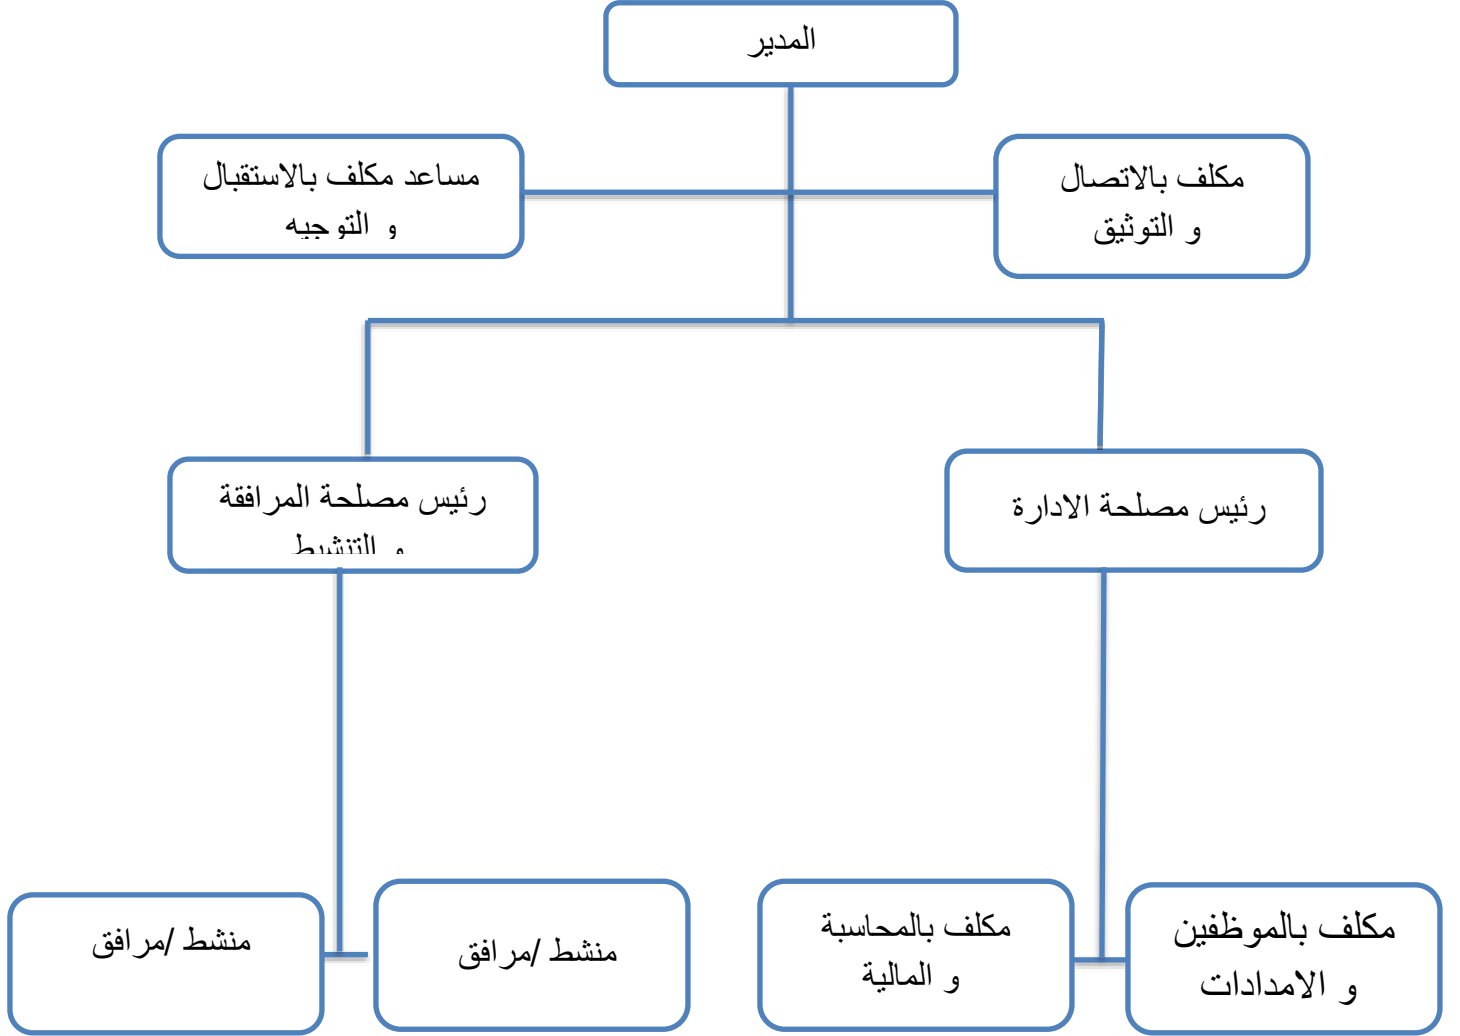 المدير
مكلف بالاتصال
و التوثيق
مساعد مكلف بالاستقبال
و التوجيه
رئيس مصلحة الادارة
رئيس مصلحة المرافقة
و التنشيط
مكلف بالموظفين
و الامدادات
مكلف بالمحاسبة
و المالية
منشط /مرافق
منشط /مرافق